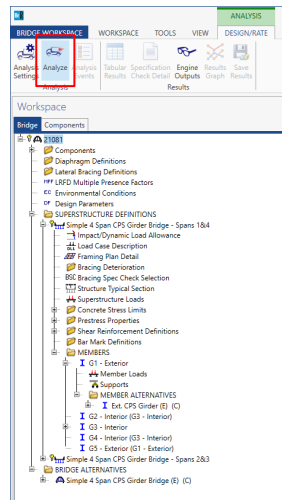 ANALYSIS
BRIDGE WORKSPACE WORKSPACE TOOLS VIEW DESIGN/RATE
Analysis Settings Analyze Analysis Events Tabular Results Specification Check Detail Engine Outputs Results Graph Save Results
Analysis Results
Workspace
Bridge Components
21081
Components
Diaphragm Definitions
Lateral Bracing Definitions
MPF LRFD Multiple Presence Factors
EC Environmental Conditions
DP Design Parameters
SUPERSTRUCTURE DEFINITIONS
Simple 4 Span CPS Girder Bridge - Spans 1&4
Impact/Dynamic Load Allowance
Load Case Description
Framing Plan Detail
Bracing Deterioration
BSC Bracing Spec Check Selection
Structure Typical Section
Superstructure Loads
Concrete Stress Limits
Prestress Properties
Shear Reinforcement Definitions
Bar Mark Definitions
MEMBERS
G1 - Exterior
Member Loads
Supports
MEMBER ALTERNATIVES
Ext. CPS Girder (E) (C)
G2 - Interior (G3 - Interior)
G3 - Interior
G4 - Interior (G3 - Interior)
G5 - Exterior (G1 - Exterior)
Simple 4 Span CPS Girder Bridge - Spans 2&3
BRIDGE ALTERNATIVES
Simple 4 Span CPS Girder Bridge (E) (C)